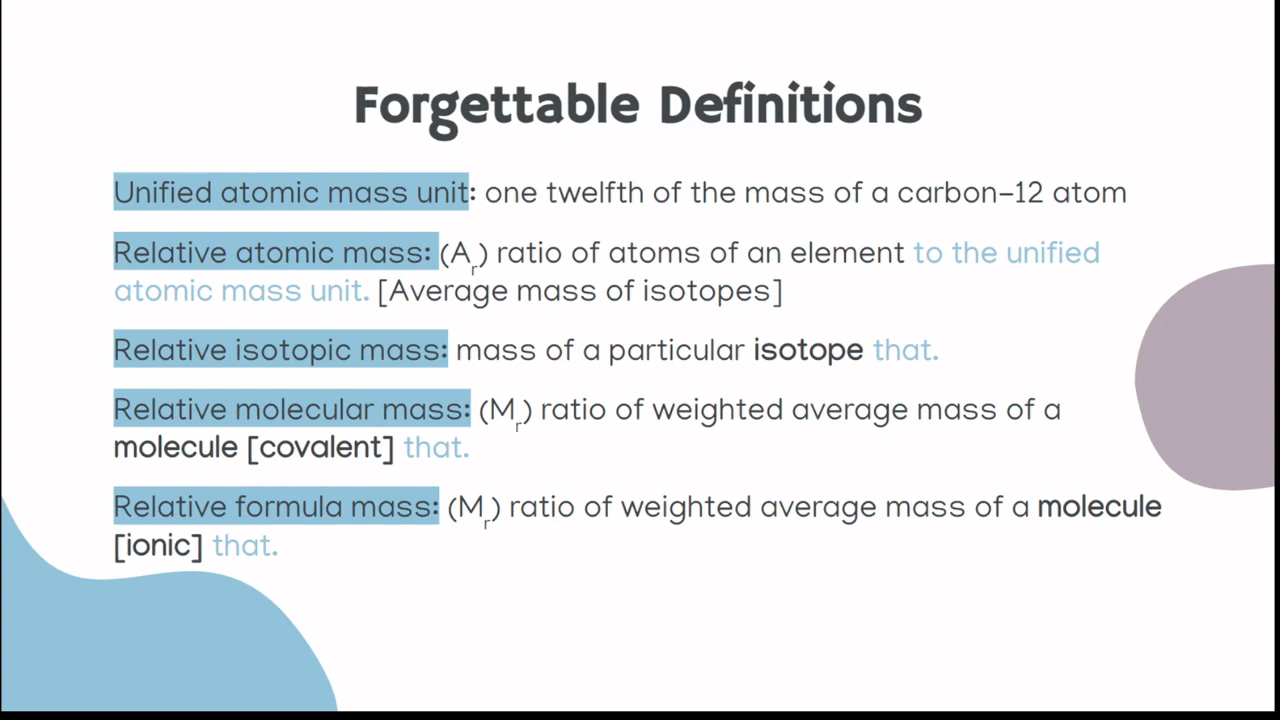 Forgettable Definitions
Unified atomic mass unit: one twelfth of the mass of a carbon-12 atom
Relative atomic mass: (Ar) ratio of atoms of an element to the unified
atomic mass unit. [Average mass of isotopes]
Relative isotopic mass: mass of a particular isotope that.
Relative molecular mass: (Mr) ratio of weighted average mass of a
molecule [covalent] that.
Relative formula mass: (Mr) ratio of weighted average mass of a molecule
[ionic] that.